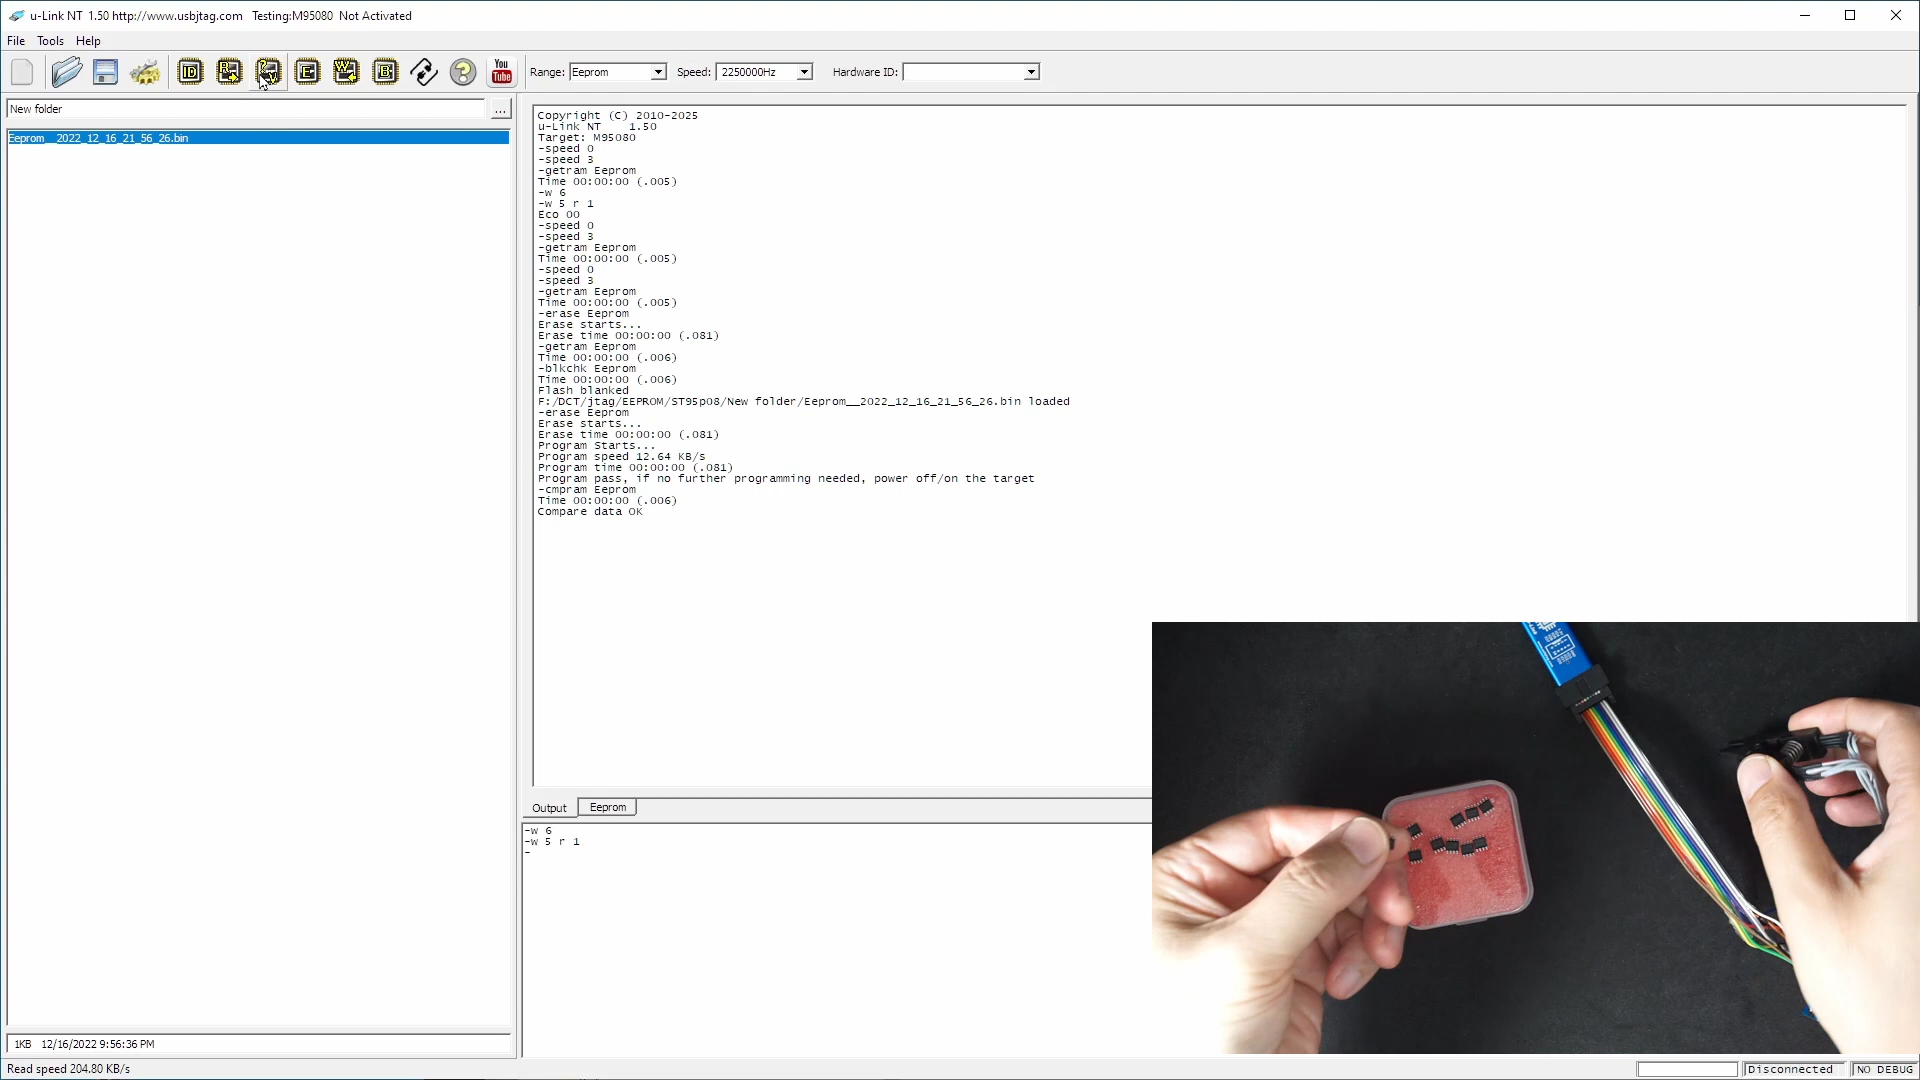 u-Link NT 1.50 http://www.usbjtag.com Testing:M95080 Not Activated
File Tools Help
ID R V E W B ? You Tube Range: Eeprom Speed: 2250000Hz Hardware ID:
New folder ...
Eeprom__2022_12_16_21_56_26.bin
Copyright (C) 2010-2025
u-Link NT 1.50
Target: M95080
-speed 0
-speed 3
-getram Eeprom
Time 00:00:00 (.005)
-w 6
-w 5 r 1
Eco 00
-speed 0
-speed 3
-getram Eeprom
Time 00:00:00 (.005)
-speed 0
-speed 3
-getram Eeprom
Time 00:00:00 (.005)
-erase Eeprom
Erase starts...
Erase time 00:00:00 (.081)
-getram Eeprom
Time 00:00:00 (.006)
-blkchk Eeprom
Time 00:00:00 (.006)
Flash blanked
F:/DCT/jtag/EEPROM/ST95p08/New folder/Eeprom__2022_12_16_21_56_26.bin loaded
-erase Eeprom
Erase starts...
Erase time 00:00:00 (.081)
Program Starts...
Program speed 12.64 KB/s
Program time 00:00:00 (.081)
Program pass, if no further programming needed, power off/on the target
-cmpram Eeprom
Time 00:00:00 (.006)
Compare data OK
Output Eeprom
-w 6
-w 5 r 1
-
1KB 12/16/2022 9:56:36 PM
Read speed 204.80 KB/s
Disconnected NO DEBUG